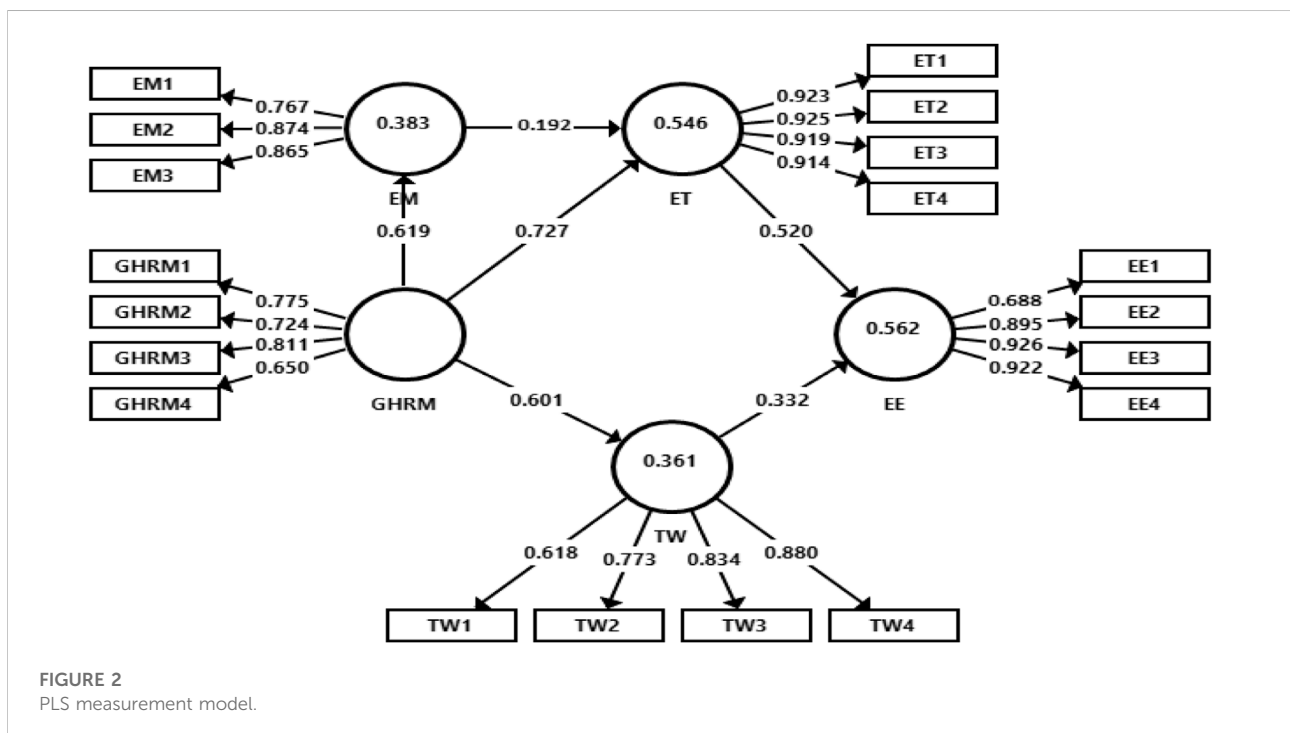 EM1
EM2
EM3
0.767
0.874
0.865
0.383
EM
0.192
0.546
ET
0.923
0.925
0.919
0.914
ET1
ET2
ET3
ET4
0.619
0.727
0.520
GHRM1
GHRM2
GHRM3
GHRM4
0.775
0.724
0.811
0.650
GHRM
0.601
0.332
0.562
EE
0.688
0.895
0.926
0.922
EE1
EE2
EE3
EE4
0.361
TW
0.618
0.773
0.834
0.880
TW1
TW2
TW3
TW4
FIGURE 2
PLS measurement model.